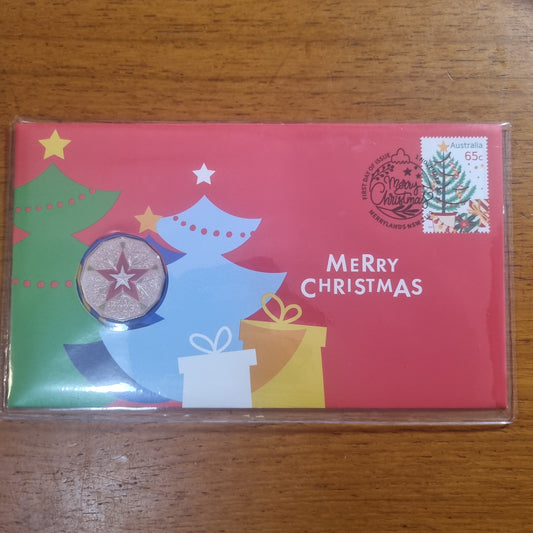 Australia
65c
FIRST DAY OF ISSUE
Merry
Christmas
MERRYLANDS NSW
MERRY
CHRISTMAS